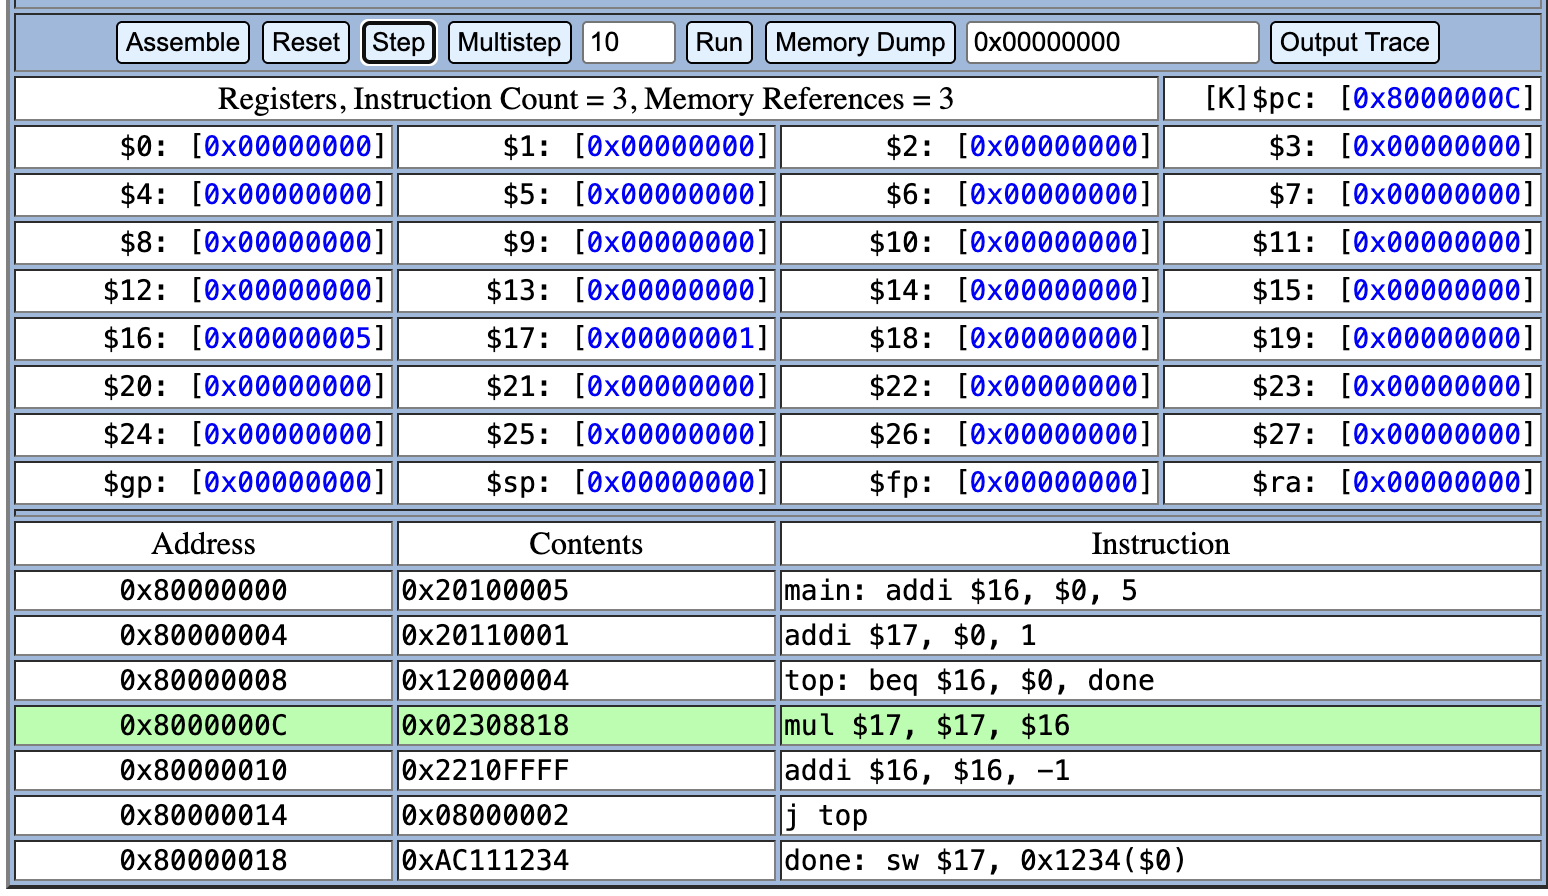 Assemble Reset Step Multistep 10 Run Memory Dump 0x00000000 Output Trace
Registers, Instruction Count = 3, Memory References = 3 [K]$pc: [0x8000000C]
$0: [0x00000000] $1: [0x00000000] $2: [0x00000000] $3: [0x00000000]
$4: [0x00000000] $5: [0x00000000] $6: [0x00000000] $7: [0x00000000]
$8: [0x00000000] $9: [0x00000000] $10: [0x00000000] $11: [0x00000000]
$12: [0x00000000] $13: [0x00000000] $14: [0x00000000] $15: [0x00000000]
$16: [0x00000005] $17: [0x00000001] $18: [0x00000000] $19: [0x00000000]
$20: [0x00000000] $21: [0x00000000] $22: [0x00000000] $23: [0x00000000]
$24: [0x00000000] $25: [0x00000000] $26: [0x00000000] $27: [0x00000000]
$gp: [0x00000000] $sp: [0x00000000] $fp: [0x00000000] $ra: [0x00000000]
Address Contents Instruction
0x80000000 0x20100005 main: addi $16, $0, 5
0x80000004 0x20110001 addi $17, $0, 1
0x80000008 0x12000004 top: beq $16, $0, done
0x8000000C 0x02308818 mul $17, $17, $16
0x80000010 0x2210FFFF addi $16, $16, -1
0x80000014 0x08000002 j top
0x80000018 0xAC111234 done: sw $17, 0x1234($0)